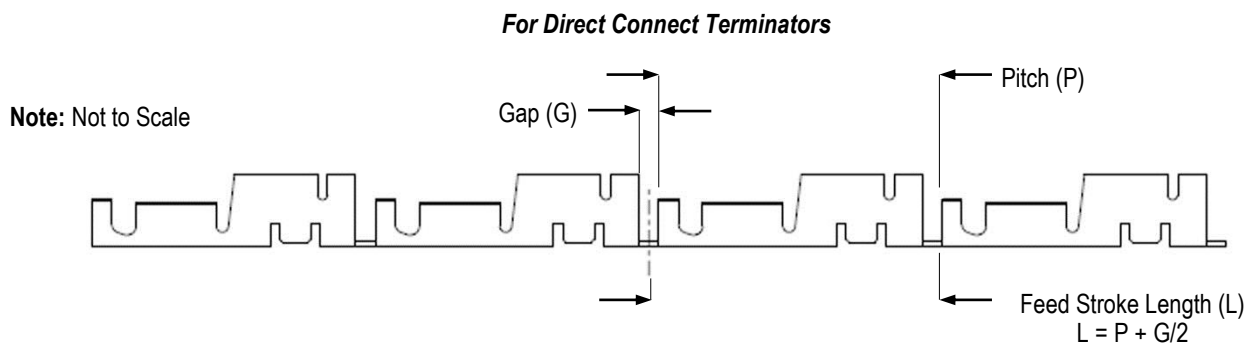 For Direct Connect Terminators
Pitch (P)
Note: Not to Scale
Gap (G)
Feed Stroke Length (L)
L = P + G/2